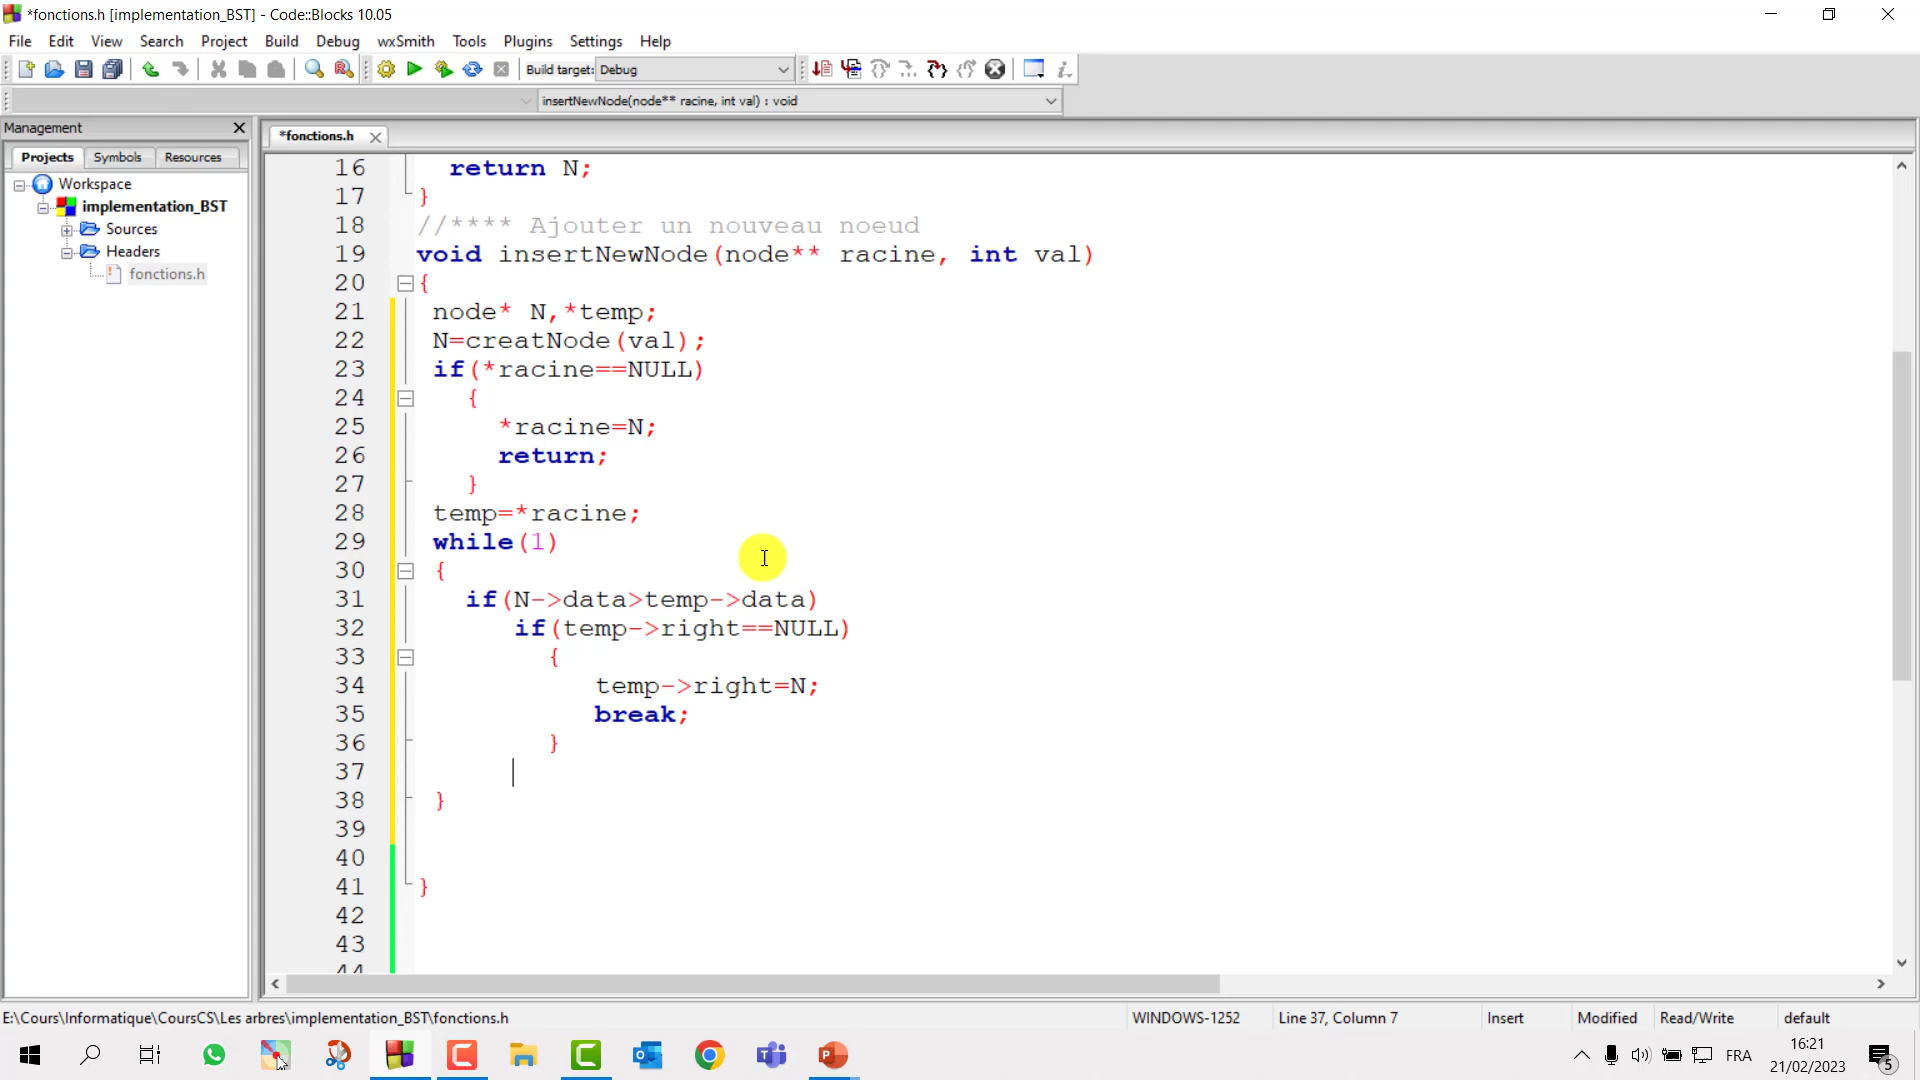 *fonctions.h [implementation_BST] - Code::Blocks 10.05
File Edit View Search Project Build Debug wxSmith Tools Plugins Settings Help
Build target: Debug
insertNewNode(node** racine, int val) : void
Management
*fonctions.h
Projects Symbols Resources
Workspace
implementation_BST
Sources
Headers
fonctions.h
16 return N;
17 }
18 //**** Ajouter un nouveau noeud
19 void insertNewNode(node** racine, int val)
20 {
21 node* N,*temp;
22 N=creatNode(val);
23 if(*racine==NULL)
24 {
25 *racine=N;
26 return;
27 }
28 temp=*racine;
29 while(1)
30 {
31 if(N->data>temp->data)
32 if(temp->right==NULL)
33 {
34 temp->right=N;
35 break;
36 }
37
38 }
39
40
41 }
42
43
44
E:\Cours\Informatique\CoursCS\Les arbres\implementation_BST\fonctions.h
WINDOWS-1252 Line 37, Column 7 Insert Modified Read/Write default
FRA
16:21
21/02/2023
5